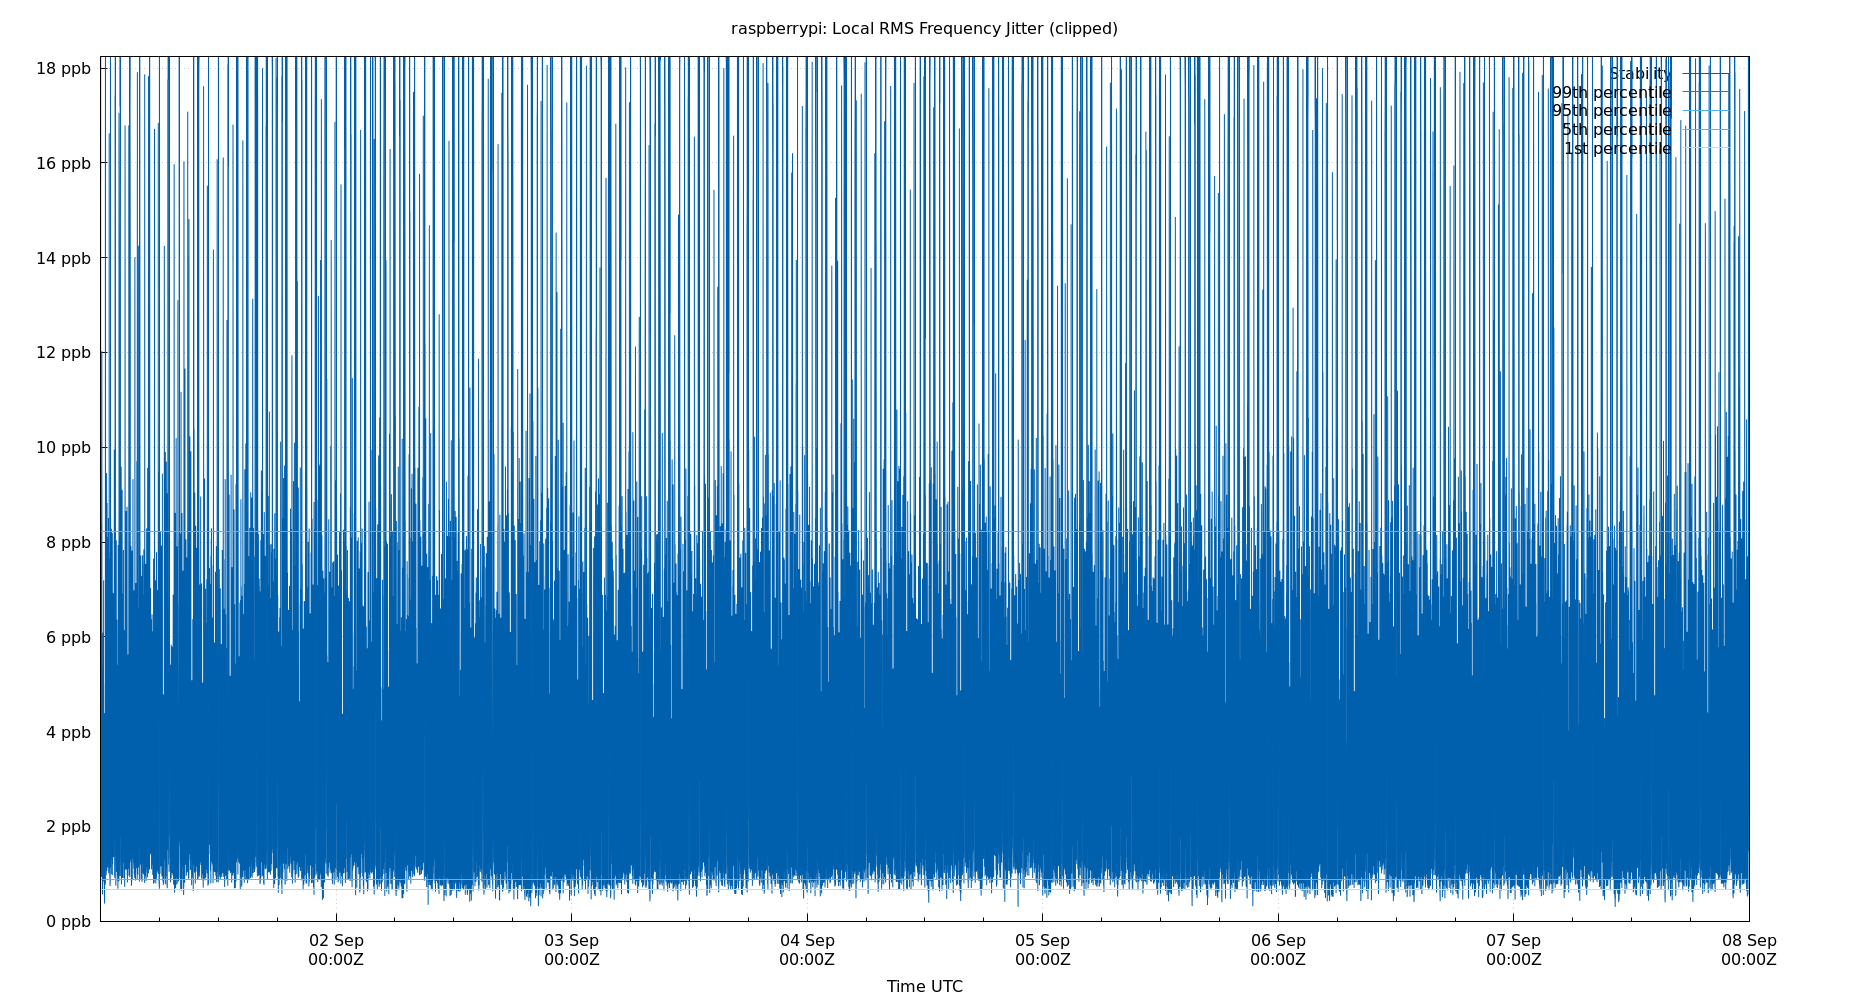 raspberrypi: Local RMS Frequency Jitter (clipped)
18 ppb
16 ppb
14 ppb
12 ppb
10 ppb
8 ppb
6 ppb
4 ppb
2 ppb
0 ppb
Stability
99th percentile
95th percentile
5th percentile
1st percentile
02 Sep
00:00Z
03 Sep
00:00Z
04 Sep
00:00Z
05 Sep
00:00Z
06 Sep
00:00Z
07 Sep
00:00Z
08 Sep
00:00Z
Time UTC